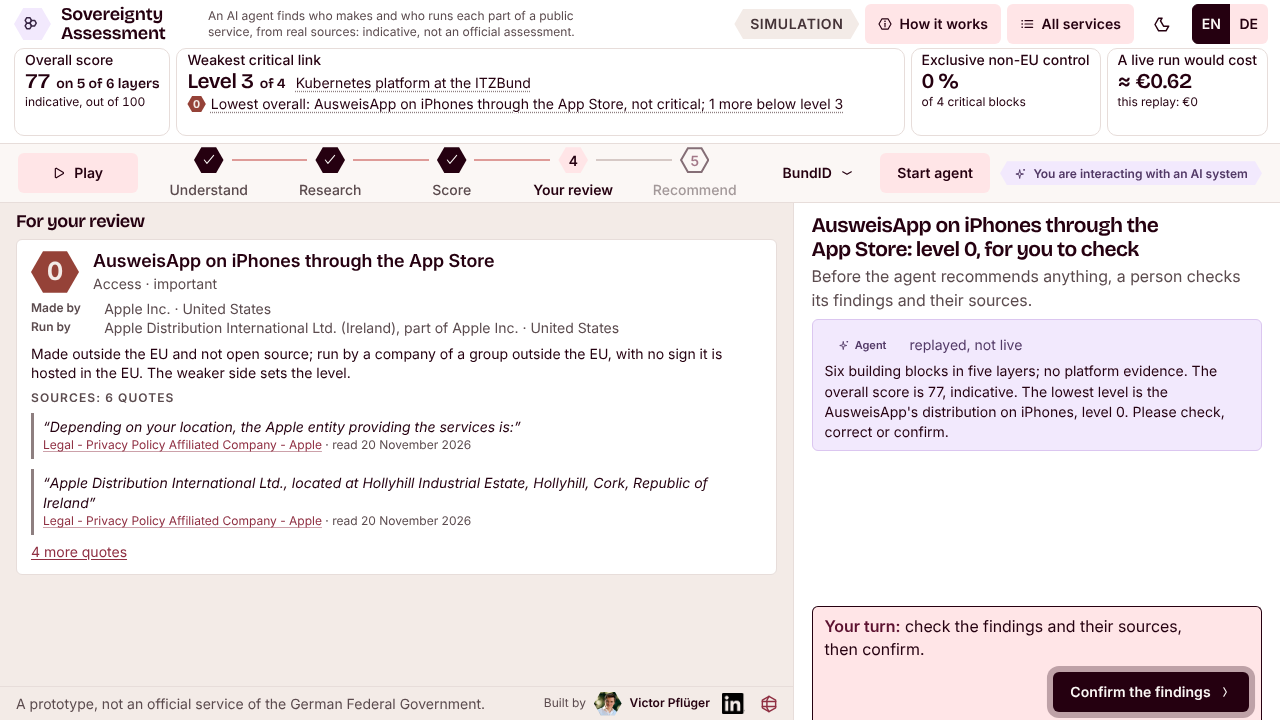 Sovereignty
Assessment
An AI agent finds who makes and who runs each part of a public
service, from real sources: indicative, not an official assessment.
SIMULATION
How it works
All services
EN
DE
Overall score
77 on 5 of 6 layers
indicative, out of 100
Weakest critical link
Level 3 of 4 Kubernetes platform at the ITZBund
0 Lowest overall: AusweisApp on iPhones through the App Store, not critical; 1 more below level 3
Exclusive non-EU control
0 %
of 4 critical blocks
A live run would cost
≈ €0.62
this replay: €0
Play
Understand
Research
Score
4
Your review
5
Recommend
BundID
Start agent
You are interacting with an AI system
For your review
0
AusweisApp on iPhones through the App Store
Access · important
Made by Apple Inc. · United States
Run by Apple Distribution International Ltd. (Ireland), part of Apple Inc. · United States
Made outside the EU and not open source; run by a company of a group outside the EU, with no sign it is
hosted in the EU. The weaker side sets the level.
SOURCES: 6 QUOTES
“Depending on your location, the Apple entity providing the services is:”
Legal - Privacy Policy Affiliated Company - Apple · read 20 November 2026
“Apple Distribution International Ltd., located at Hollyhill Industrial Estate, Hollyhill, Cork, Republic of
Ireland”
Legal - Privacy Policy Affiliated Company - Apple · read 20 November 2026
4 more quotes
A prototype, not an official service of the German Federal Government.
Built by Victor Pflüger
in
AusweisApp on iPhones through the
App Store: level 0, for you to check
Before the agent recommends anything, a person checks
its findings and their sources.
Agent replayed, not live
Six building blocks in five layers; no platform evidence. The
overall score is 77, indicative. The lowest level is the
AusweisApp's distribution on iPhones, level 0. Please check,
correct or confirm.
Your turn: check the findings and their sources,
then confirm.
Confirm the findings